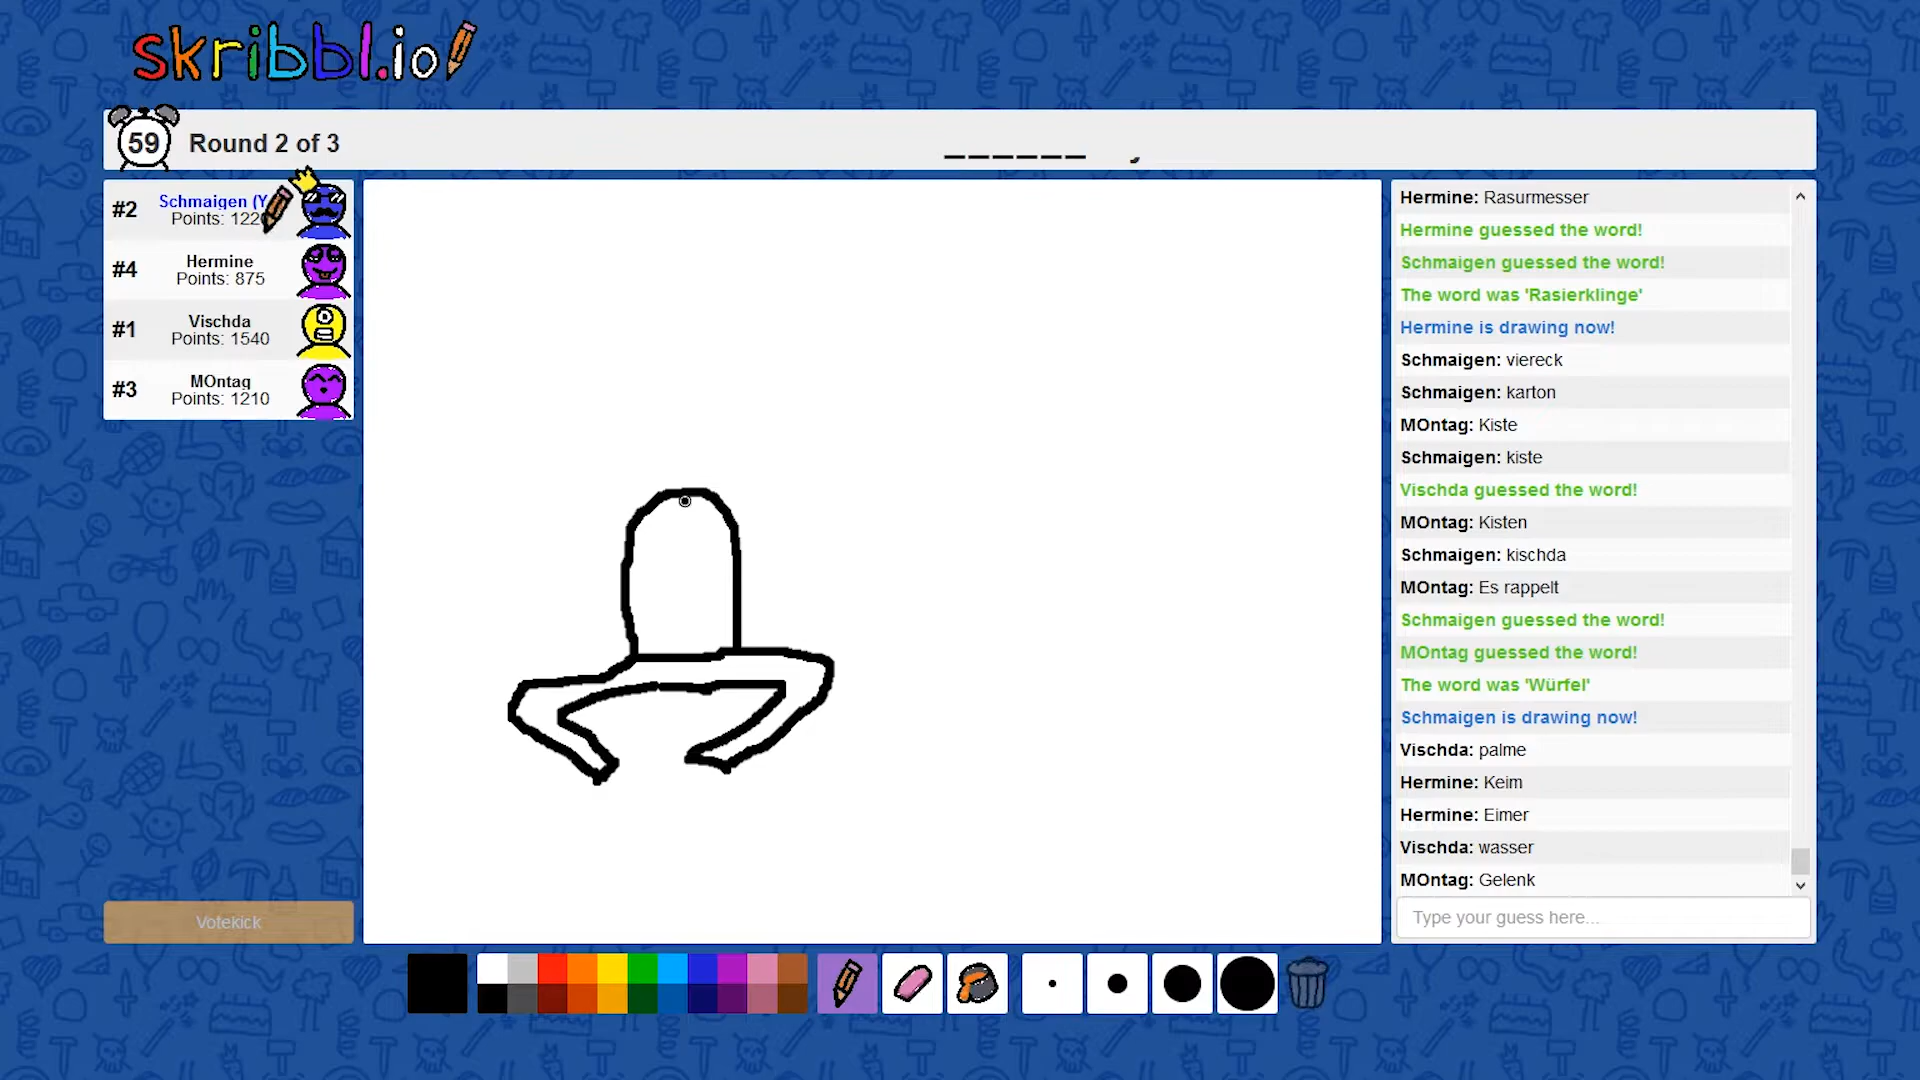 skribbl.io
59 Round 2 of 3
#2 Schmaigen (Y
Points: 122
#4 Hermine
Points: 875
#1 Vischda
Points: 1540
#3 MOntag
Points: 1210
Votekick
Hermine: Rasurmesser
Hermine guessed the word!
Schmaigen guessed the word!
The word was 'Rasierklinge'
Hermine is drawing now!
Schmaigen: viereck
Schmaigen: karton
MOntag: Kiste
Schmaigen: kiste
Vischda guessed the word!
MOntag: Kisten
Schmaigen: kischda
MOntag: Es rappelt
Schmaigen guessed the word!
MOntag guessed the word!
The word was 'Würfel'
Schmaigen is drawing now!
Vischda: palme
Hermine: Keim
Hermine: Eimer
Vischda: wasser
MOntag: Gelenk
Type your guess here...